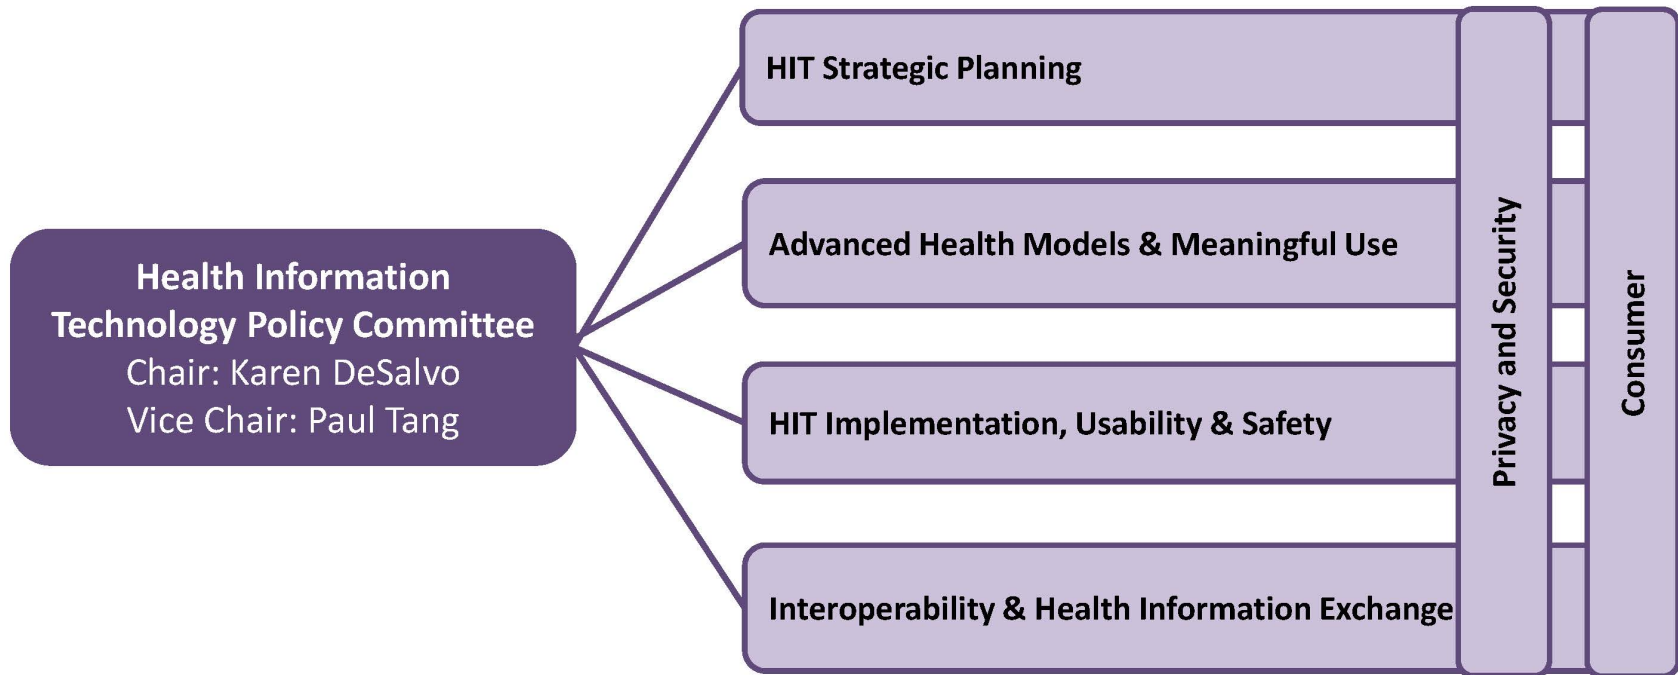 Health Information
Technology Policy Committee
Chair: Karen DeSalvo
Vice Chair: Paul Tang
HIT Strategic Planning
Advanced Health Models & Meaningful Use
HIT Implementation, Usability & Safety
Interoperability & Health Information Exchange
Privacy and Security
Consumer